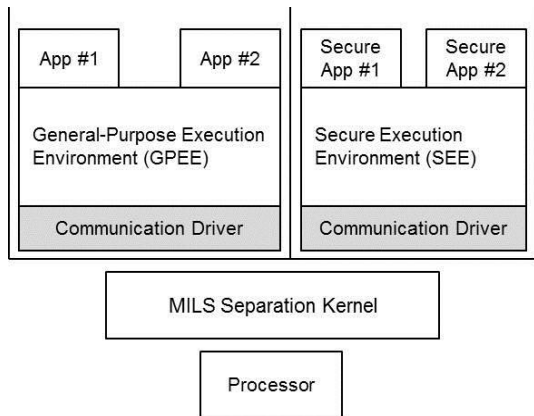 App #1
App #2
Secure
App #1
Secure
App #2
General-Purpose Execution
Environment (GPEE)
Secure Execution
Environment (SEE)
Communication Driver
Communication Driver
MILS Separation Kernel
Processor